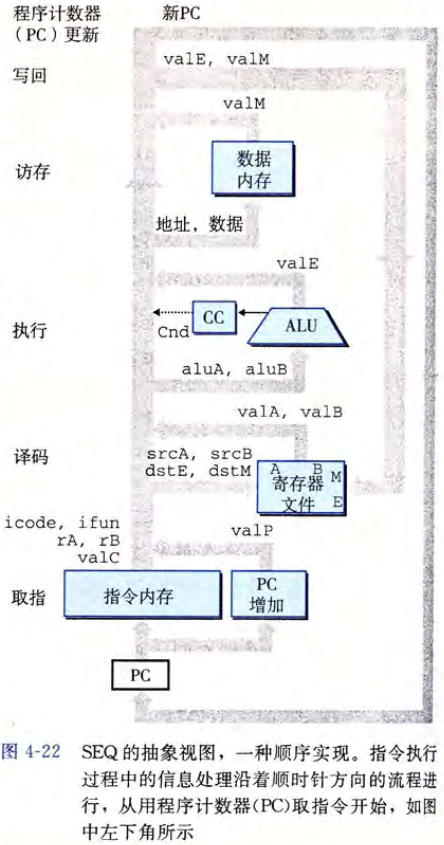 程序计数器
（PC）更新
新PC
写回
valE, valM
valM
访存
数据
内存
地址, 数据
valE
执行
CC
Cnd
ALU
aluA, aluB
valA, valB
译码
srcA, srcB
dstE, dstM
A B M
寄存器
文件 E
icode, ifun
rA, rB
valC
valP
取指
指令内存
PC
增加
PC
图 4-22 SEQ 的抽象视图，一种顺序实现。指令执行
过程中的信息处理沿着顺时针方向的流程进
行，从用程序计数器(PC)取指令开始，如图
中左下角所示